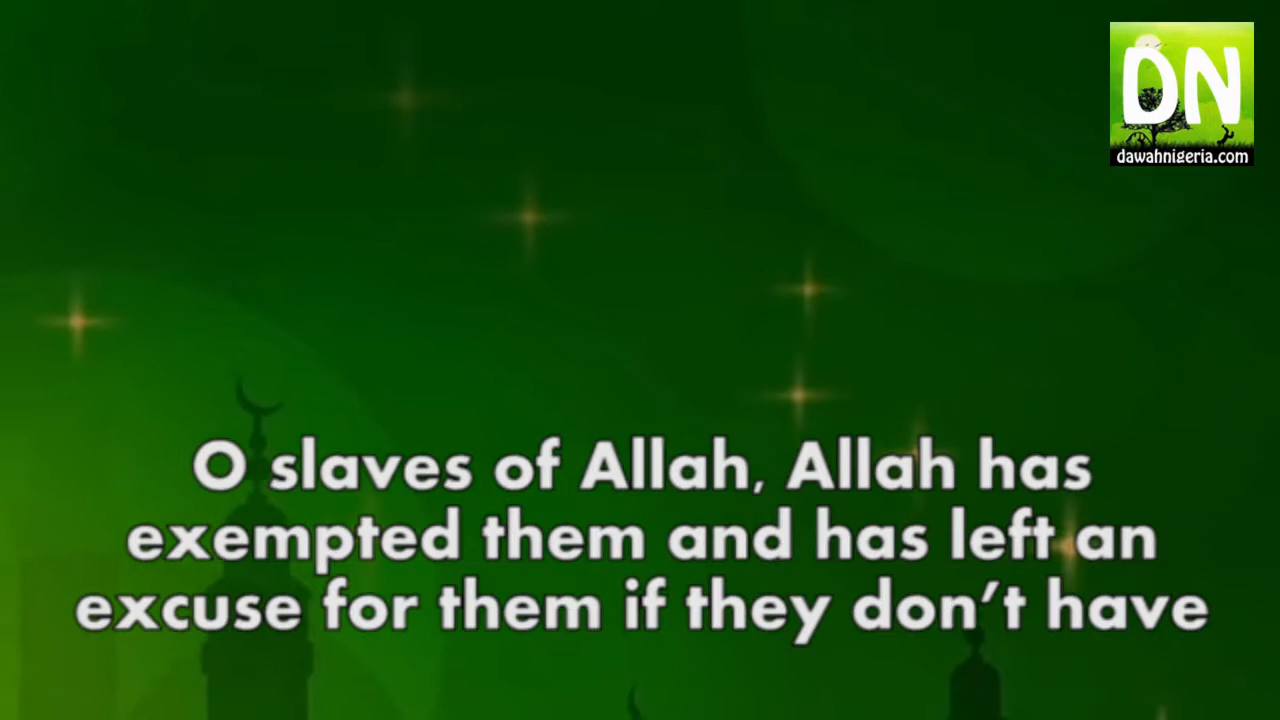 DN
dawahnigeria.com
O slaves of Allah, Allah has
exempted them and has left an
excuse for them if they don't have